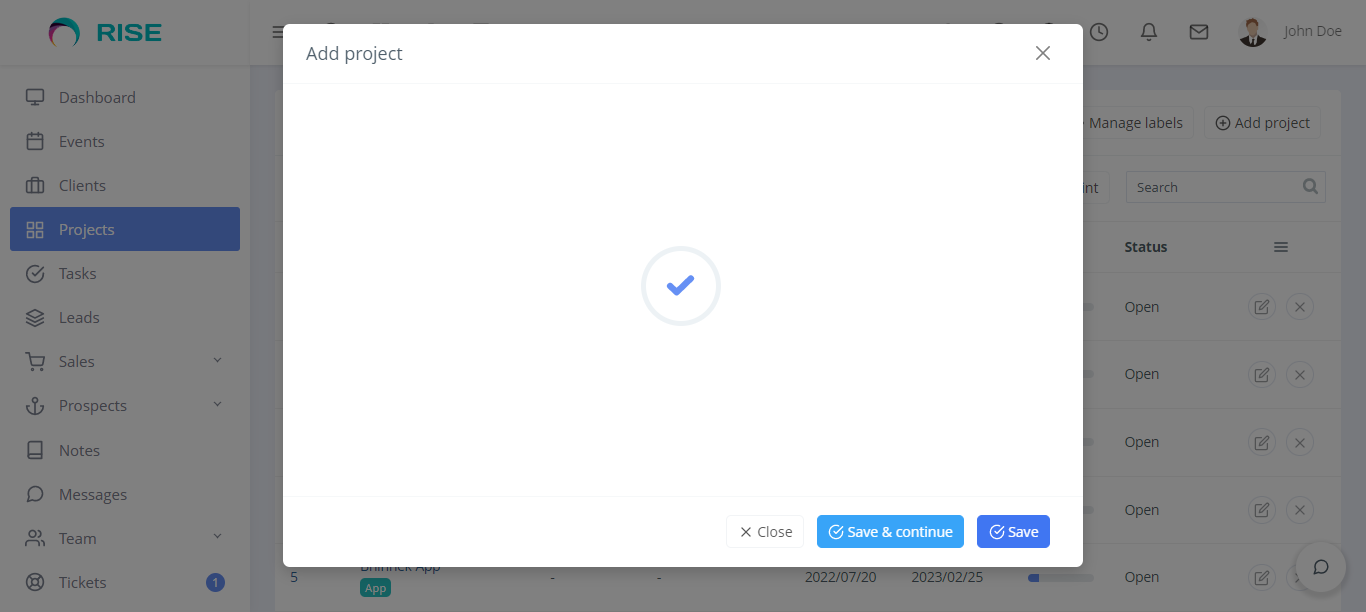 RISE
John Doe
Add project
Dashboard
Events
Clients
Projects
Tasks
Leads
Sales
Prospects
Notes
Messages
Team
Tickets
1
Manage labels
Add project
Search
Status
Open
Open
Open
Open
Close
Save & continue
Save
5
App
-
-
2022/07/20
2023/02/25
Open